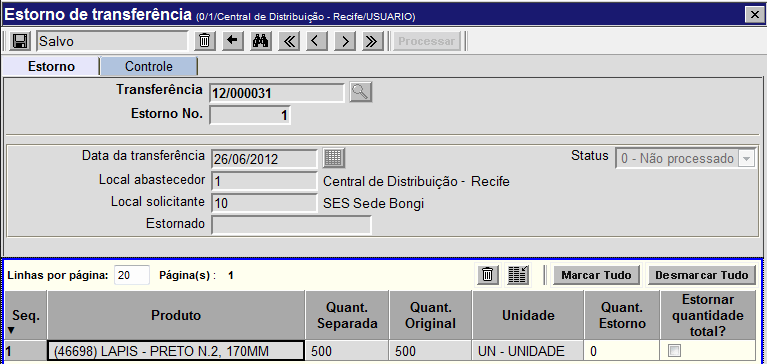 Estorno de transferência (0/1/Central de Distribuição - Recife/USUARIO)
Salvo Processar
Estorno Controle
Transferência 12/000031
Estorno No. 1
Data da transferência 26/06/2012 Status 0 - Não processado
Local abastecedor 1 Central de Distribuição - Recife
Local solicitante 10 SES Sede Bongi
Estornado
Linhas por página: 20 Página(s) : 1 Marcar Tudo Desmarcar Tudo
Seq. Produto Quant. Separada Quant. Original Unidade Quant. Estorno Estornar quantidade total?
1 (46698) LAPIS - PRETO N.2, 170MM 500 500 UN - UNIDADE 0